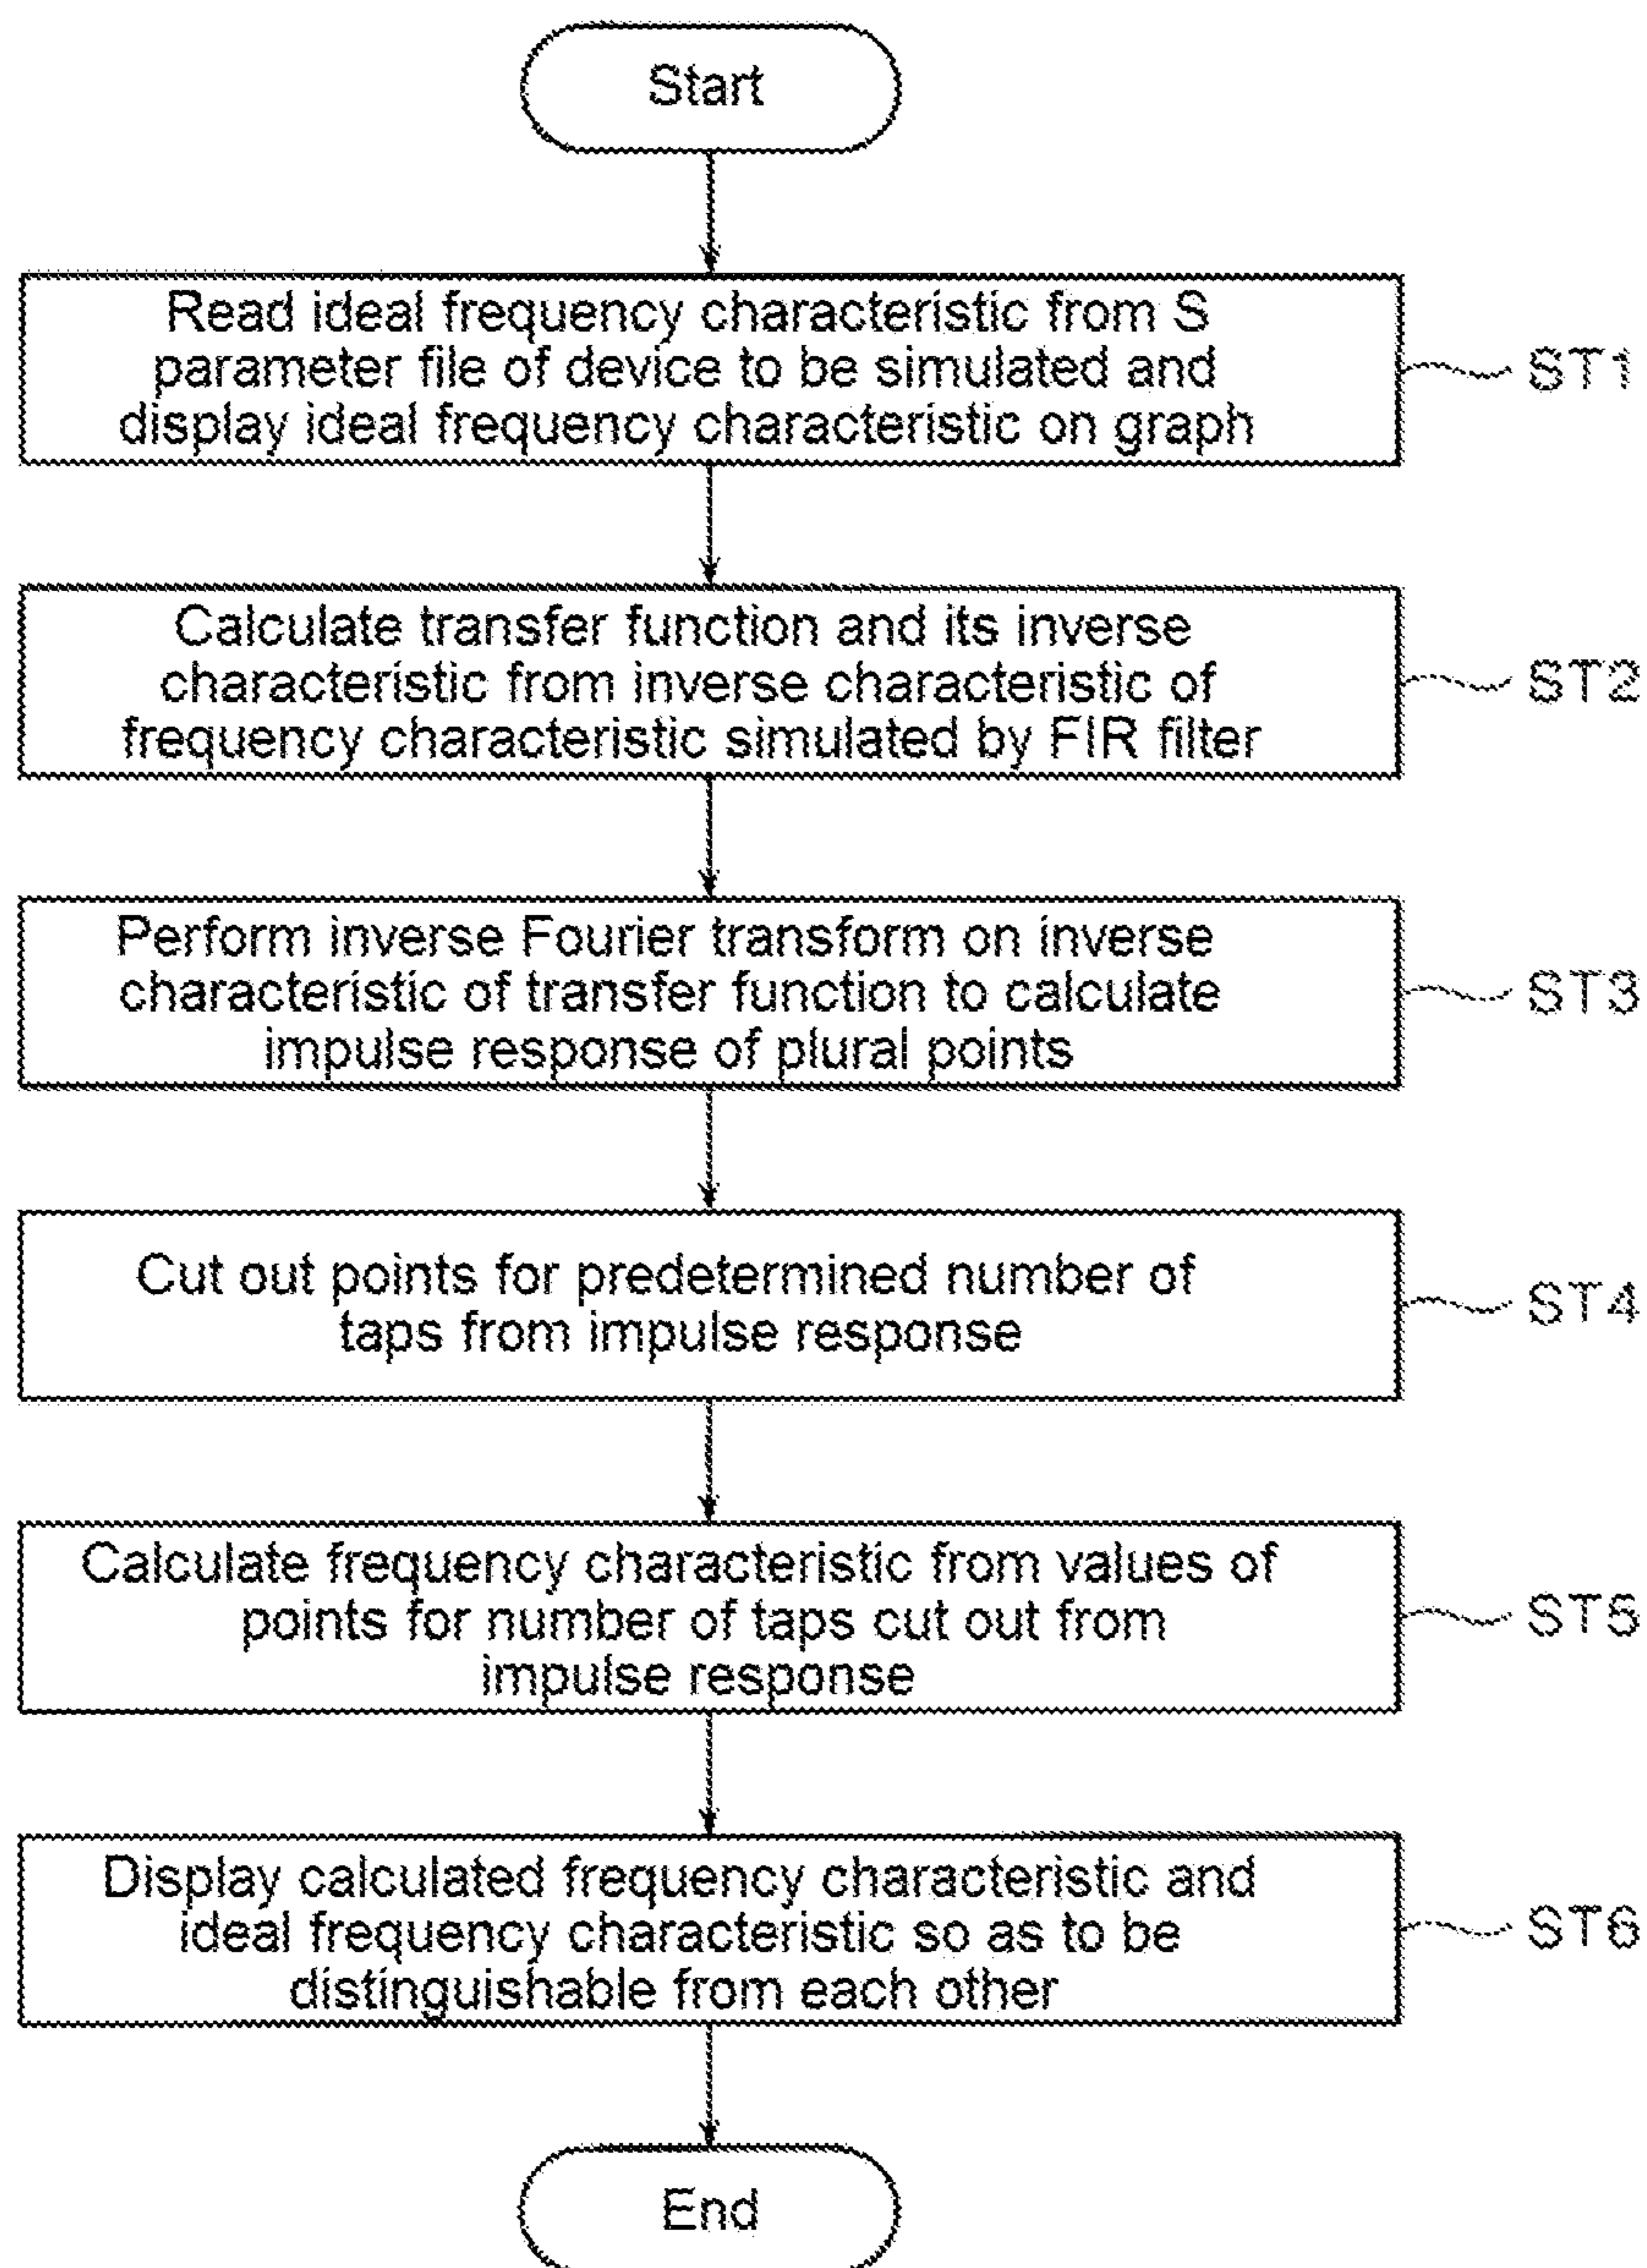 Start
Read ideal frequency characteristic from S
parameter file of device to be simulated and
display ideal frequency characteristic on graph
ST1
Calculate transfer function and its inverse
characteristic from inverse characteristic of
frequency characteristic simulated by FIR filter
ST2
Perform inverse Fourier transform on inverse
characteristic of transfer function to calculate
impulse response of plural points
ST3
Cut out points for predetermined number of
taps from impulse response
ST4
Calculate frequency characteristic from values of
points for number of taps cut out from
impulse response
ST5
Display calculated frequency characteristic and
ideal frequency characteristic so as to be
distinguishable from each other
ST6
End